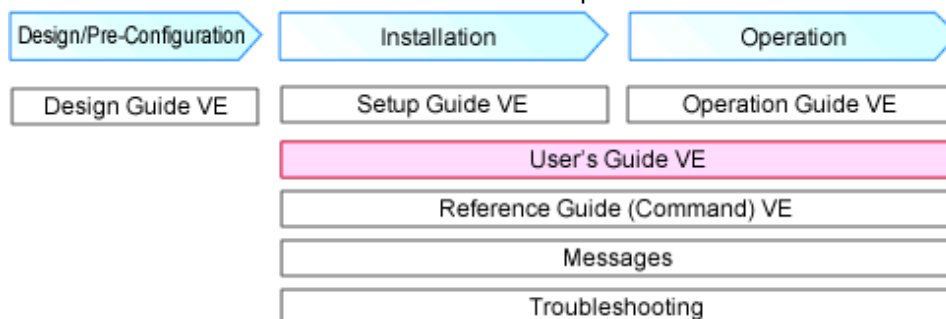 Design/Pre-Configuration
Installation
Operation
Design Guide VE
Setup Guide VE
Operation Guide VE
User's Guide VE
Reference Guide (Command) VE
Messages
Troubleshooting